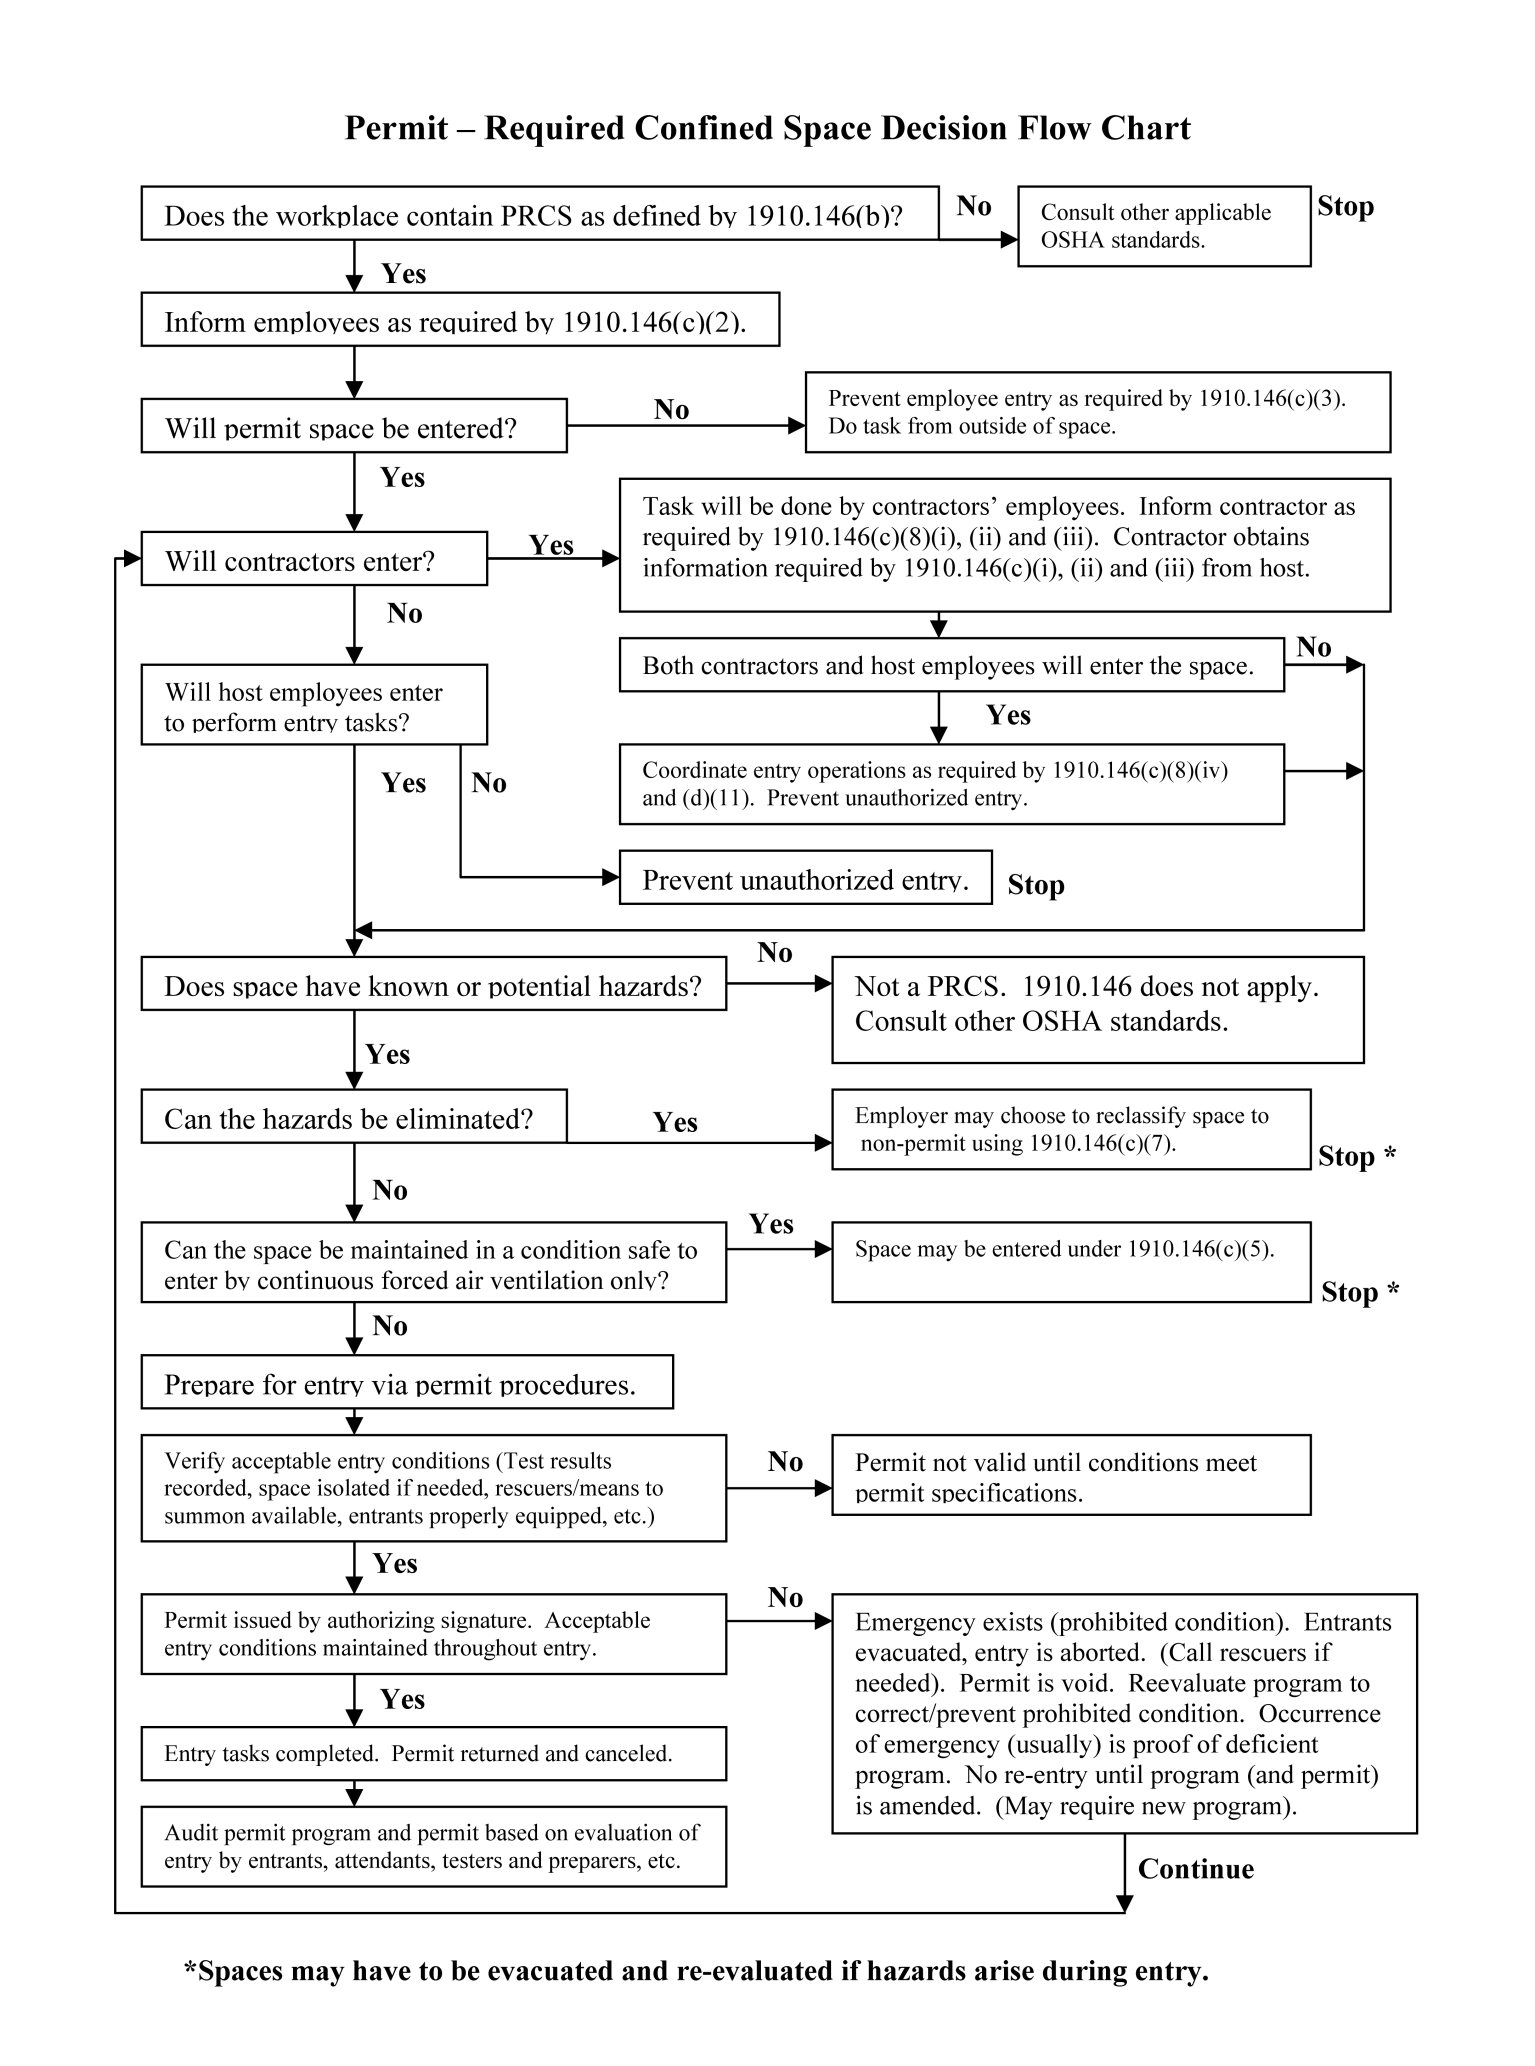 Permit – Required Confined Space Decision Flow Chart
Does the workplace contain PRCS as defined by 1910.146(b)?
No
Consult other applicable
OSHA standards.
Stop
Yes
Inform employees as required by 1910.146(c)(2).
Will permit space be entered?
No
Prevent employee entry as required by 1910.146(c)(3).
Do task from outside of space.
Yes
Will contractors enter?
Yes
Task will be done by contractors’ employees.  Inform contractor as
required by 1910.146(c)(8)(i), (ii) and (iii).  Contractor obtains
information required by 1910.146(c)(i), (ii) and (iii) from host.
No
Both contractors and host employees will enter the space.
No
Will host employees enter
to perform entry tasks?
Yes
Coordinate entry operations as required by 1910.146(c)(8)(iv)
and (d)(11).  Prevent unauthorized entry.
Yes
No
Prevent unauthorized entry.
Stop
Does space have known or potential hazards?
No
Not a PRCS.  1910.146 does not apply.
Consult other OSHA standards.
Yes
Can the hazards be eliminated?
Yes
Employer may choose to reclassify space to
non-permit using 1910.146(c)(7).
Stop *
No
Can the space be maintained in a condition safe to
enter by continuous forced air ventilation only?
Yes
Space may be entered under 1910.146(c)(5).
Stop *
No
Prepare for entry via permit procedures.
Verify acceptable entry conditions (Test results
recorded, space isolated if needed, rescuers/means to
summon available, entrants properly equipped, etc.)
No
Permit not valid until conditions meet
permit specifications.
Yes
Permit issued by authorizing signature.  Acceptable
entry conditions maintained throughout entry.
No
Emergency exists (prohibited condition).  Entrants
evacuated, entry is aborted.  (Call rescuers if
needed).  Permit is void.  Reevaluate program to
correct/prevent prohibited condition.  Occurrence
of emergency (usually) is proof of deficient
program.  No re-entry until program (and permit)
is amended.  (May require new program).
Yes
Entry tasks completed.  Permit returned and canceled.
Audit permit program and permit based on evaluation of
entry by entrants, attendants, testers and preparers, etc.
Continue
*Spaces may have to be evacuated and re-evaluated if hazards arise during entry.